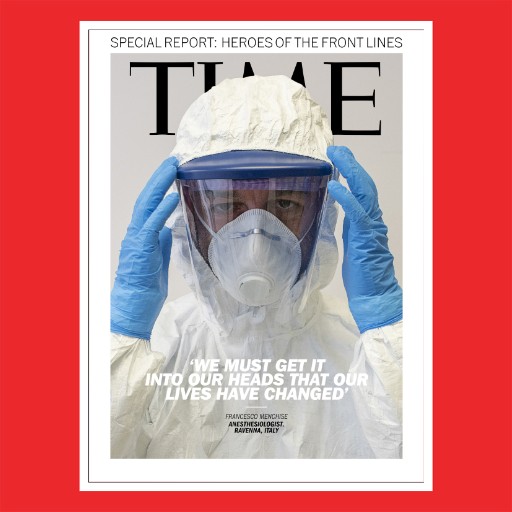 SPECIAL REPORT: HEROES OF THE FRONT LINES
TIME
'WE MUST GET IT
INTO OUR HEADS THAT OUR
LIVES HAVE CHANGED'
FRANCESCO MENCHISE
ANESTHESIOLOGIST,
RAVENNA, ITALY